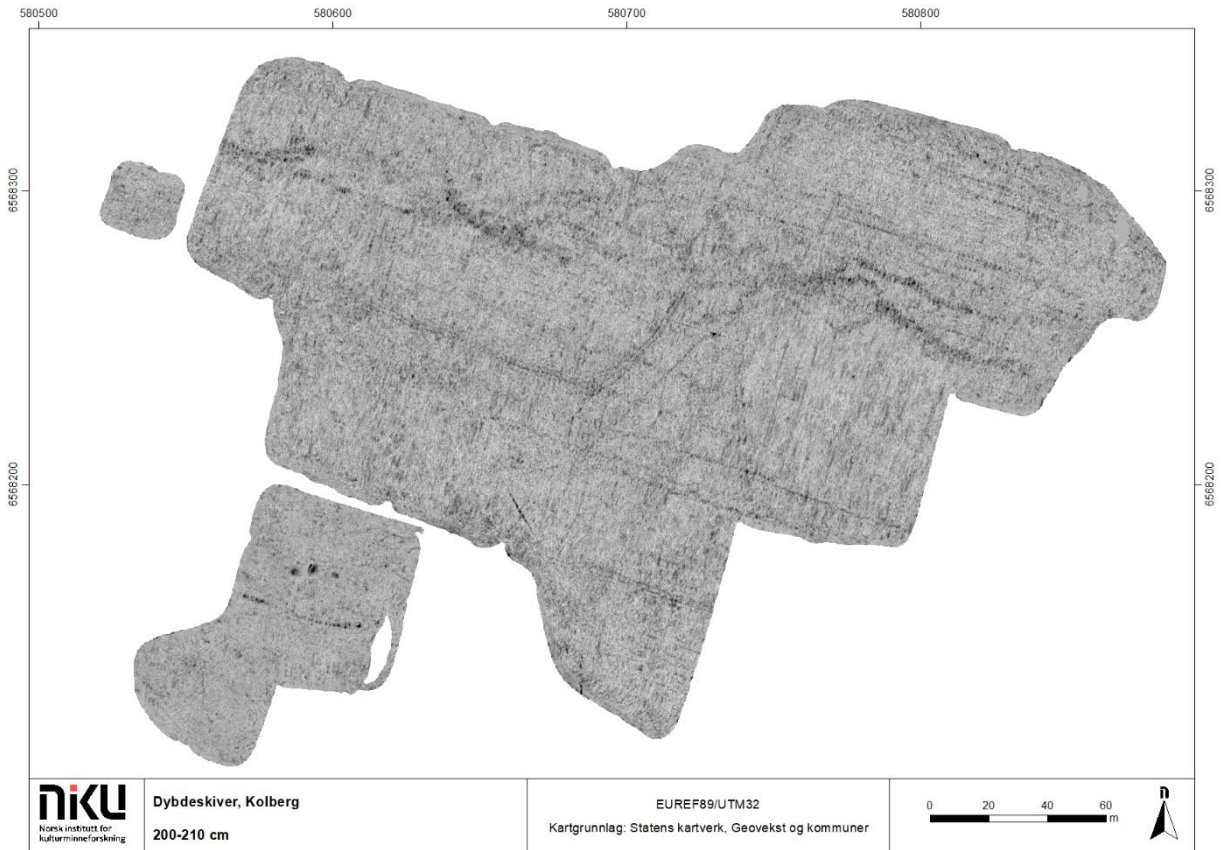 580500 580600 580700 580800
6568300 6568300
6568200 6568200
niku
Norsk institutt for
kulturminneforskning
Dybdeskiver, Kolberg
200-210 cm
EUREF89/UTM32
Kartgrunnlag: Statens kartverk, Geovekst og kommuner
0 20 40 60
m
n